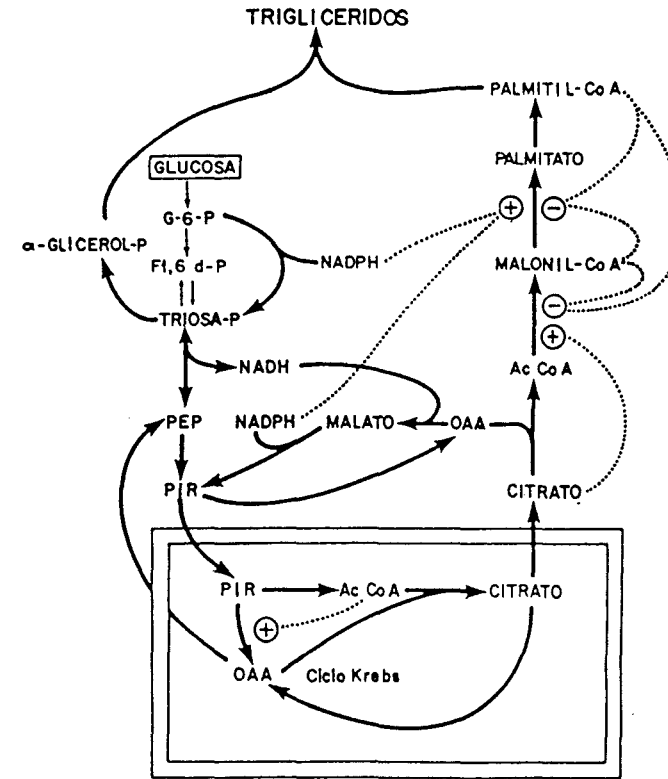 TRIGLICERIDOS
PALMITIL-CoA
PALMITATO
GLUCOSA
G-6-P
+
−
α-GLICEROL-P
F1,6 d-P
NADPH
MALONIL-CoA
−
TRIOSA-P
+
NADH
Ac CoA
PEP
NADPH
MALATO
OAA
PIR
CITRATO
PIR
Ac CoA
CITRATO
+
OAA
Ciclo Krebs